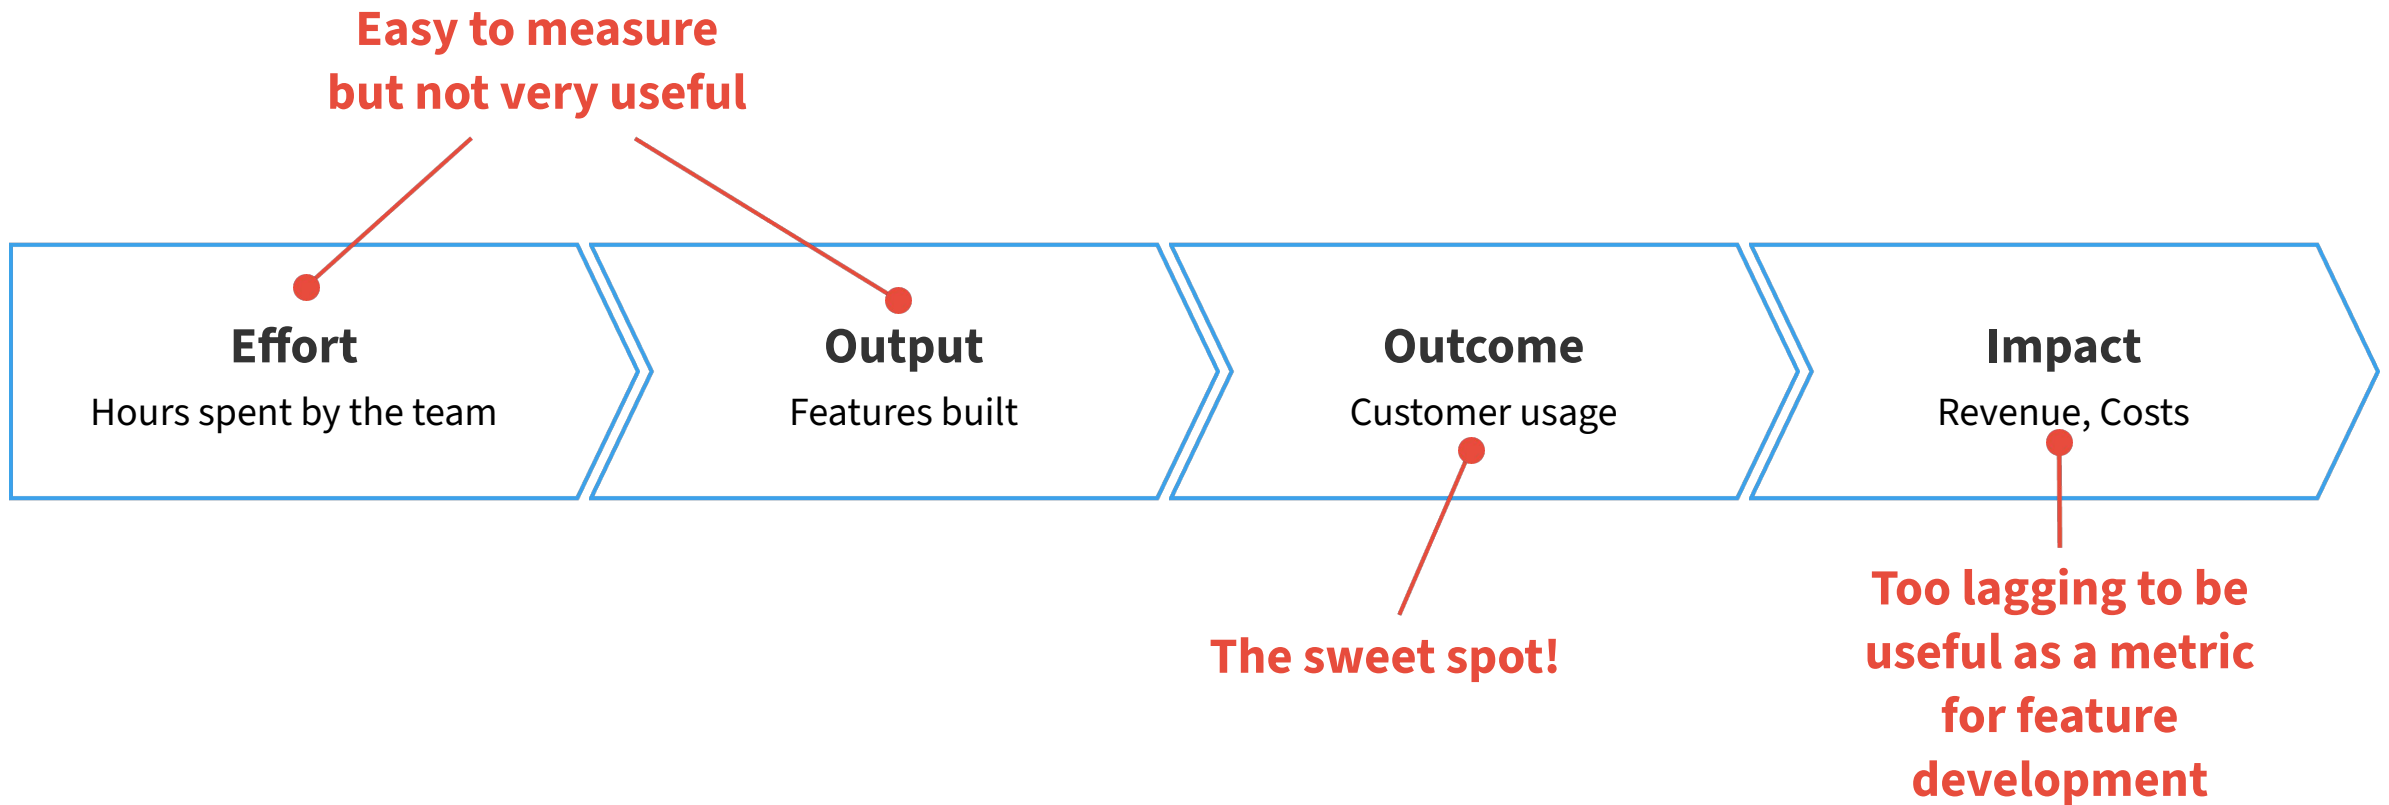 Easy to measure
but not very useful
Effort
Hours spent by the team
Output
Features built
Outcome
Customer usage
Impact
Revenue, Costs
The sweet spot!
Too lagging to be
useful as a metric
for feature
development